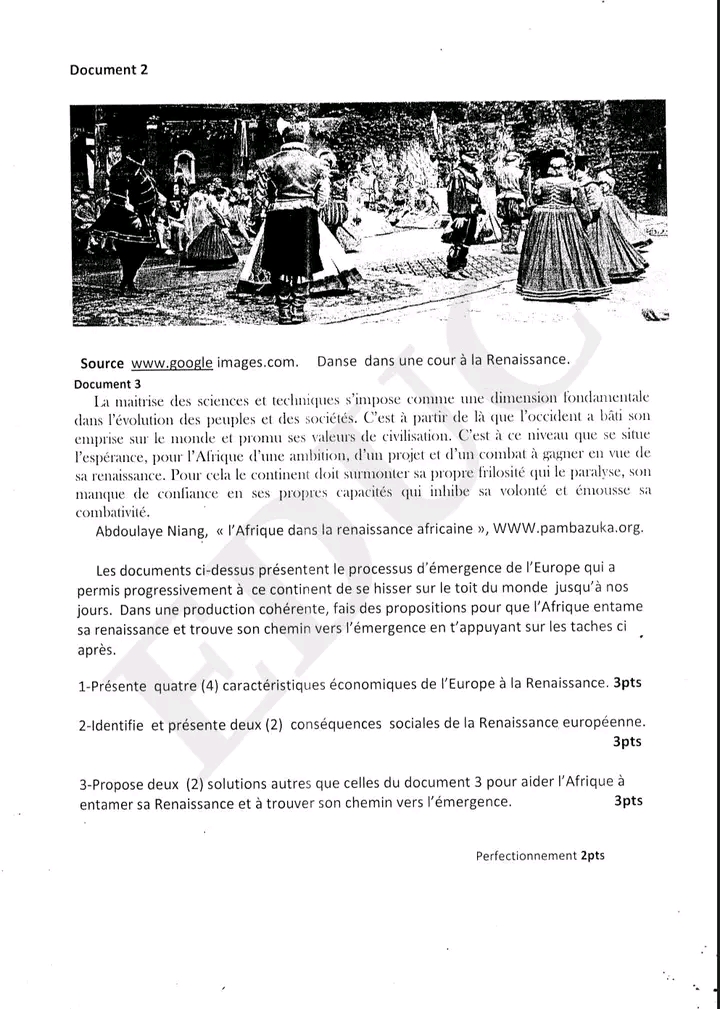 Document 2
Source www.google images.com. Danse dans une cour à la Renaissance.
Document 3
La maitrise des sciences et techniques s'impose comme une dimension fondamentale
dans l'évolution des peuples et des sociétés. C'est à partir de là que l'occident a bâti son
emprise sur le monde et promu ses valeurs de civilisation. C'est à ce niveau que se situe
l'espérance, pour l'Afrique d'une ambition, d'un projet et d'un combat à gagner en vue de
sa renaissance. Pour cela le continent doit surmonter sa propre frilosité qui le paralyse, son
manque de confiance en ses propres capacités qui inhibe sa volonté et émousse sa
combativité.
Abdoulaye Niang, « l'Afrique dans la renaissance africaine », WWW.pambazuka.org.
Les documents ci-dessus présentent le processus d'émergence de l'Europe qui a
permis progressivement à ce continent de se hisser sur le toit du monde jusqu'à nos
jours. Dans une production cohérente, fais des propositions pour que l'Afrique entame
sa renaissance et trouve son chemin vers l'émergence en t'appuyant sur les taches ci
après.
1-Présente quatre (4) caractéristiques économiques de l'Europe à la Renaissance. 3pts
2-Identifie et présente deux (2) conséquences sociales de la Renaissance européenne.
3pts
3-Propose deux (2) solutions autres que celles du document 3 pour aider l'Afrique à
entamer sa Renaissance et à trouver son chemin vers l'émergence. 3pts
Perfectionnement 2pts
EDUC